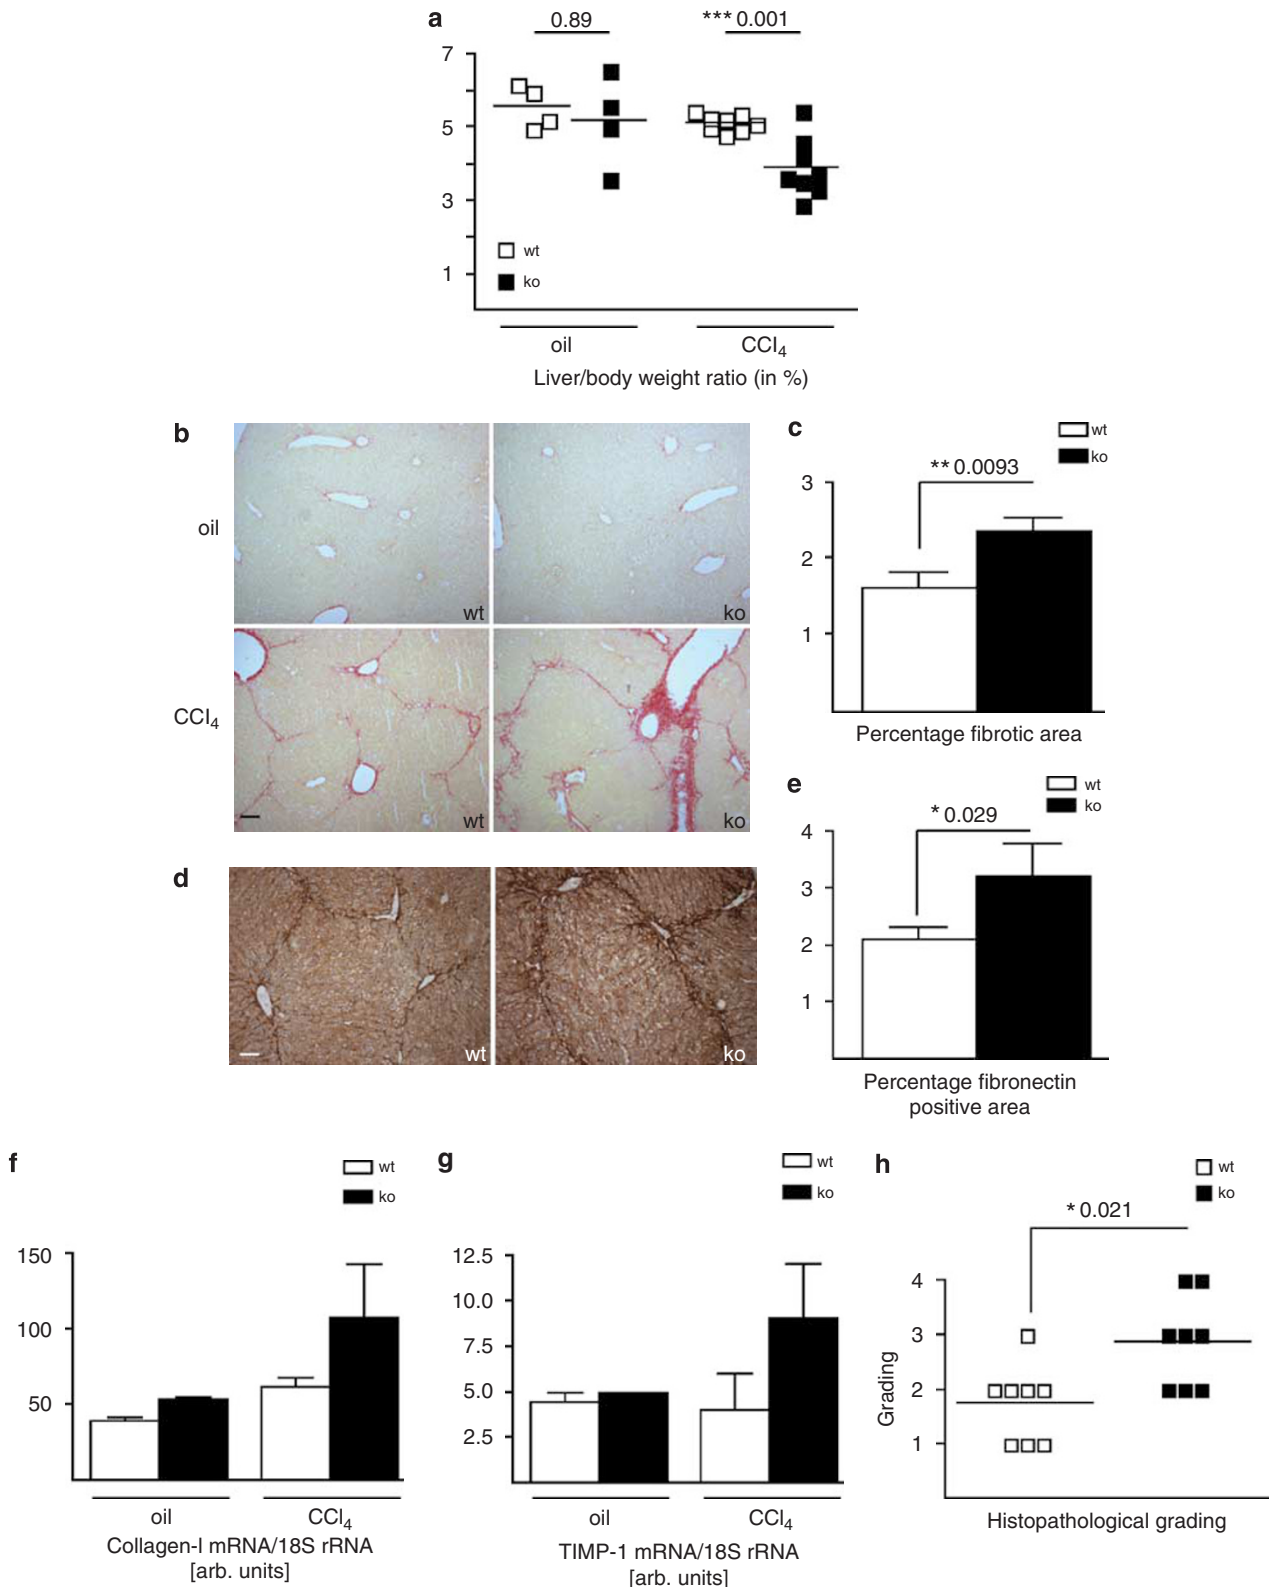 a
0.89
*** 0.001
7
5
3
1
wt
ko
oil
CCl4
Liver/body weight ratio (in %)
b
oil
wt
ko
CCl4
wt
ko
c
wt
ko
** 0.0093
3
2
1
Percentage fibrotic area
d
wt
ko
e
wt
ko
* 0.029
4
3
2
1
Percentage fibronectin
positive area
f
wt
ko
150
100
50
oil
CCl4
Collagen-I mRNA/18S rRNA
[arb. units]
g
wt
ko
12.5
10.0
7.5
5.0
2.5
oil
CCl4
TIMP-1 mRNA/18S rRNA
[arb. units]
h
wt
ko
* 0.021
4
3
2
1
Grading
Histopathological grading